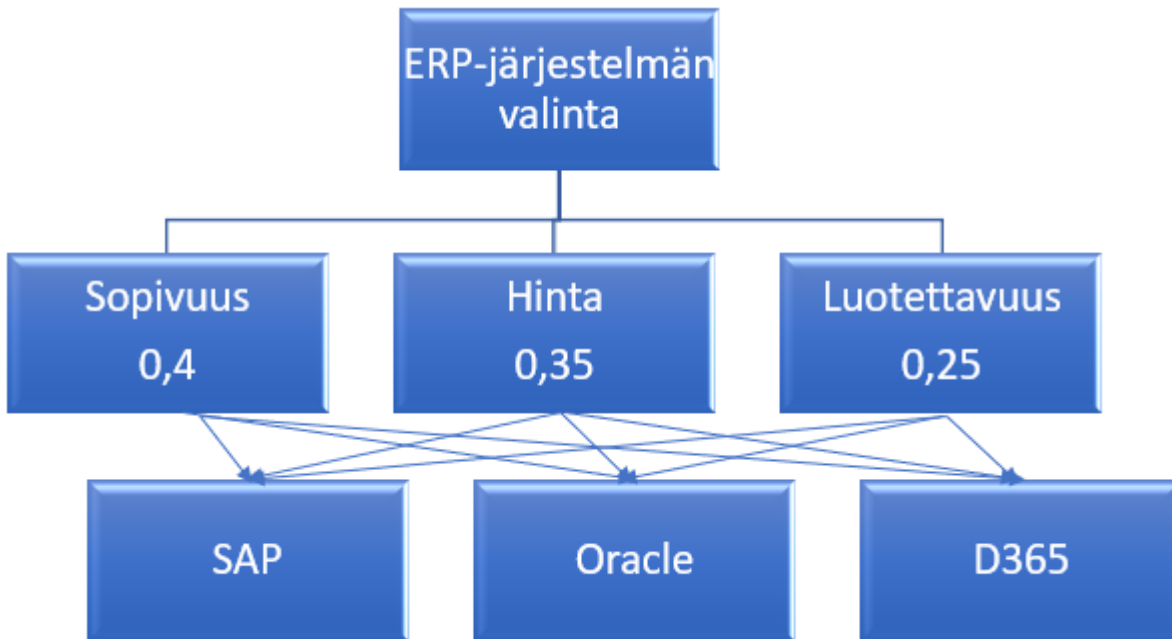 ERP-järjestelmän
valinta
Sopivuus
0,4
Hinta
0,35
Luotettavuus
0,25
SAP
Oracle
D365